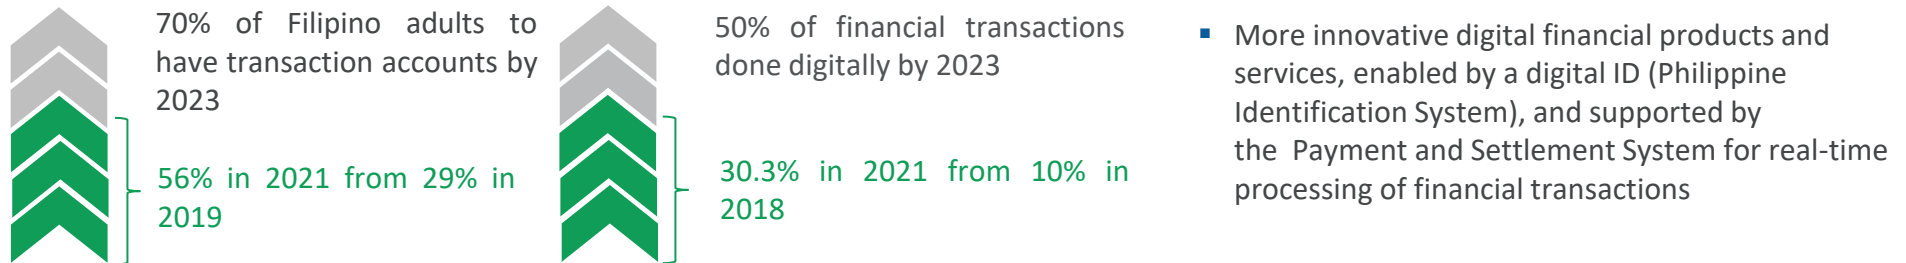 70% of Filipino adults to
have transaction accounts by
2023
56% in 2021 from 29% in
2019
50% of financial transactions
done digitally by 2023
30.3% in 2021 from 10% in
2018
▪ More innovative digital financial products and
services, enabled by a digital ID (Philippine
Identification System), and supported by
the Payment and Settlement System for real-time
processing of financial transactions